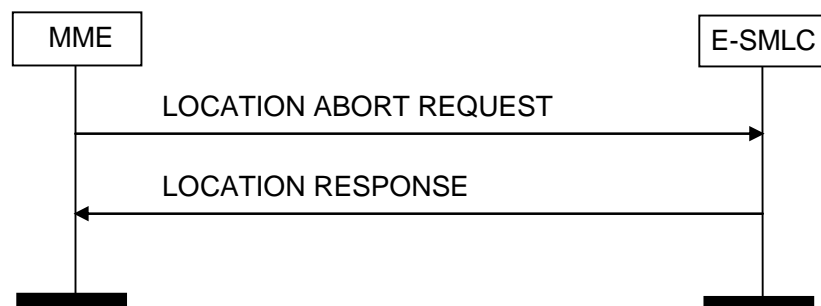 MME
E-SMLC
LOCATION ABORT REQUEST
LOCATION RESPONSE